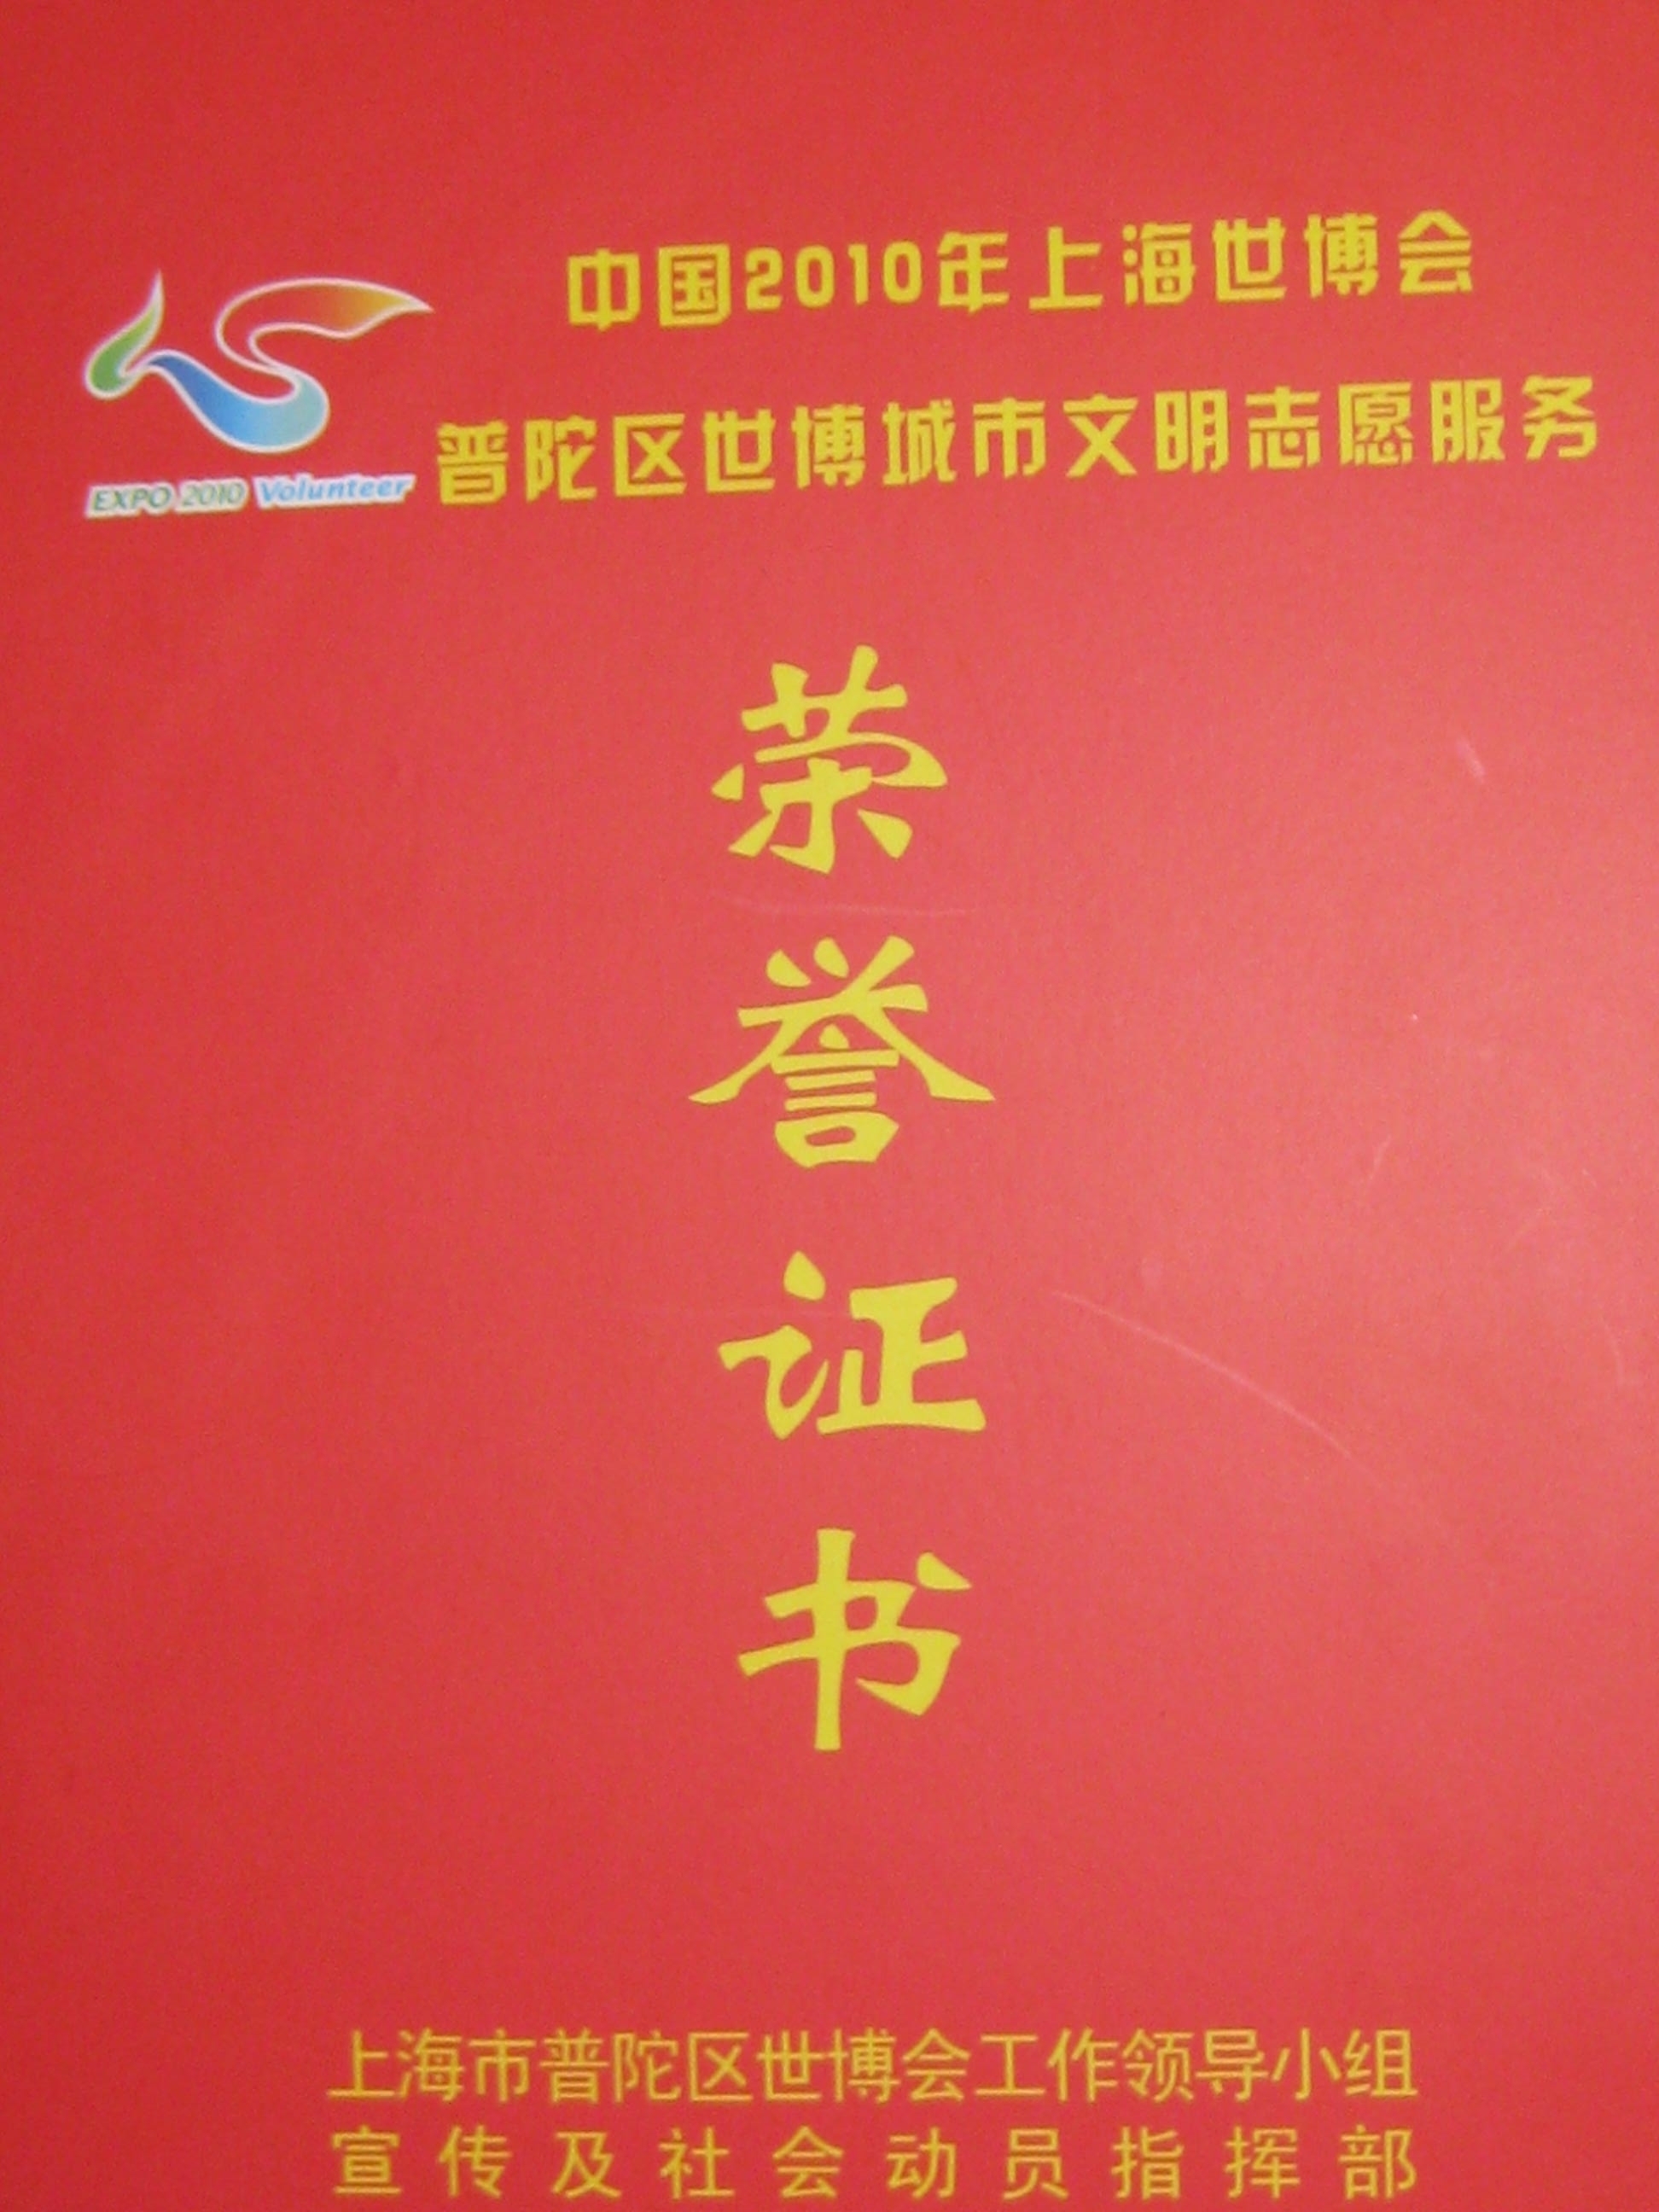 中国2010年上海世博会
普陀区世博城市文明志愿服务
EXPO 2010 Volunteer
荣
誉
证
书
上海市普陀区世博会工作领导小组
宣传及社会动员指挥部